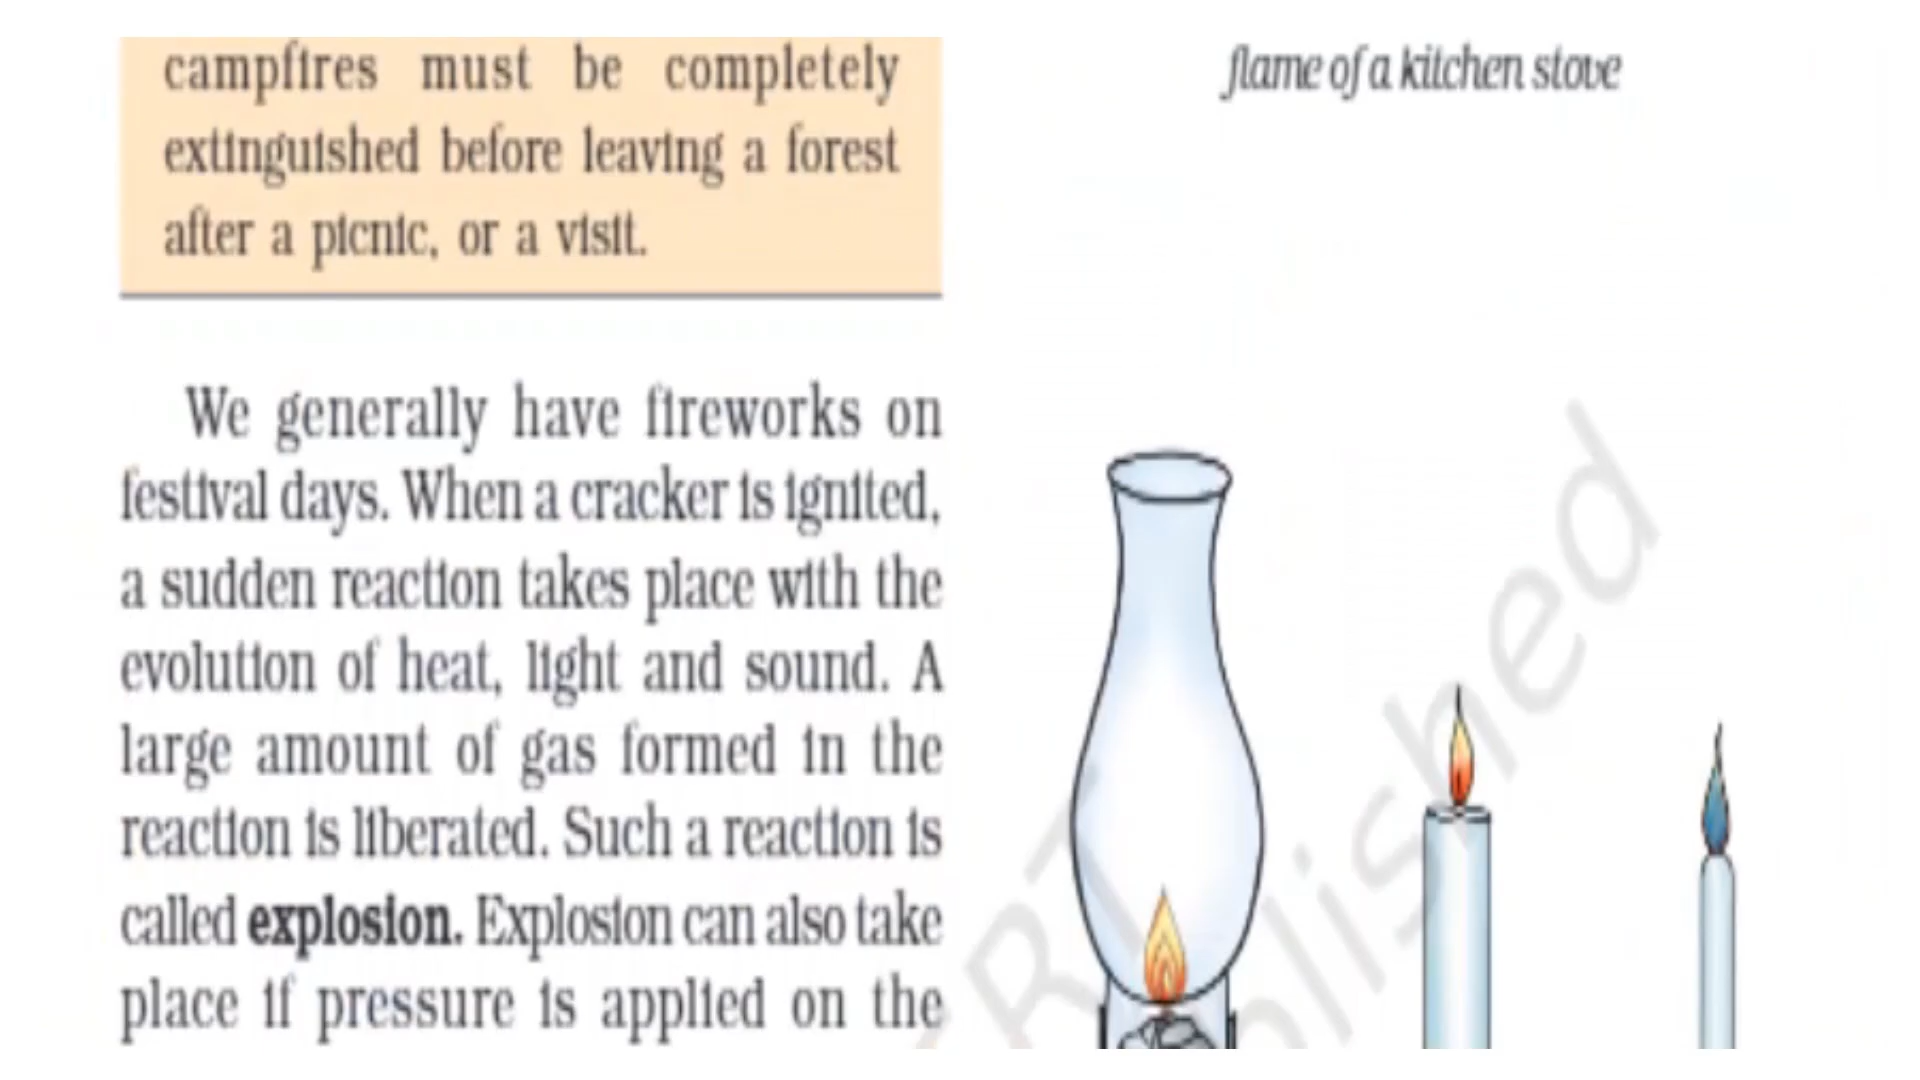 campfires must be completely
extinguished before leaving a forest
after a picnic, or a visit.
We generally have fireworks on
festival days. When a cracker is ignited,
a sudden reaction takes place with the
evolution of heat, light and sound. A
large amount of gas formed in the
reaction is liberated. Such a reaction is
called explosion. Explosion can also take
place if pressure is applied on the
flame of a kitchen stove
RT
lished